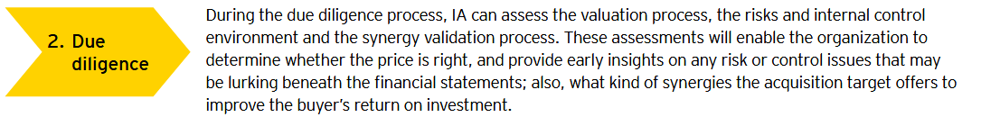 2. Due
diligence
During the due diligence process, IA can assess the valuation process, the risks and internal control
environment and the synergy validation process. These assessments will enable the organization to
determine whether the price is right, and provide early insights on any risk or control issues that may
be lurking beneath the financial statements; also, what kind of synergies the acquisition target offers to
improve the buyer’s return on investment.